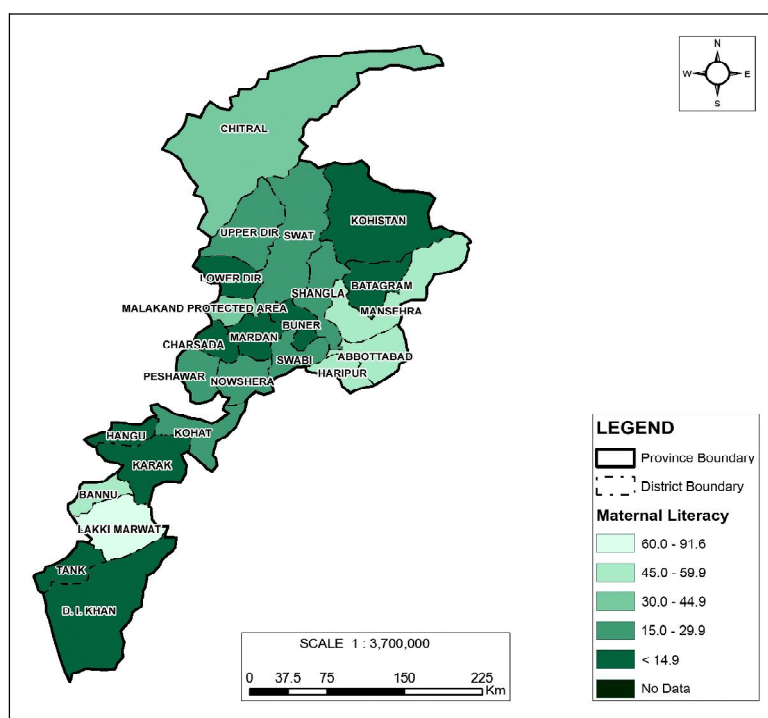 N
W E
S
CHITRAL
KOHISTAN
UPPER DIR
SWAT
LOWER DIR
BATAGRAM
SHANGLA
MALAKAND PROTECTED AREA
MANSEHRA
BUNER
MARDAN
CHARSADA
ABBOTTABAD
SWABI
HARIPUR
PESHAWAR
NOWSHERA
HANGU
KOHAT
KARAK
BANNU
LAKKI MARWAT
TANK
D. I. KHAN
LEGEND
Province Boundary
District Boundary
Maternal Literacy
60.0 - 91.6
45.0 - 59.9
30.0 - 44.9
15.0 - 29.9
< 14.9
No Data
SCALE 1 : 3,700,000
0 37.5 75 150 225
Km